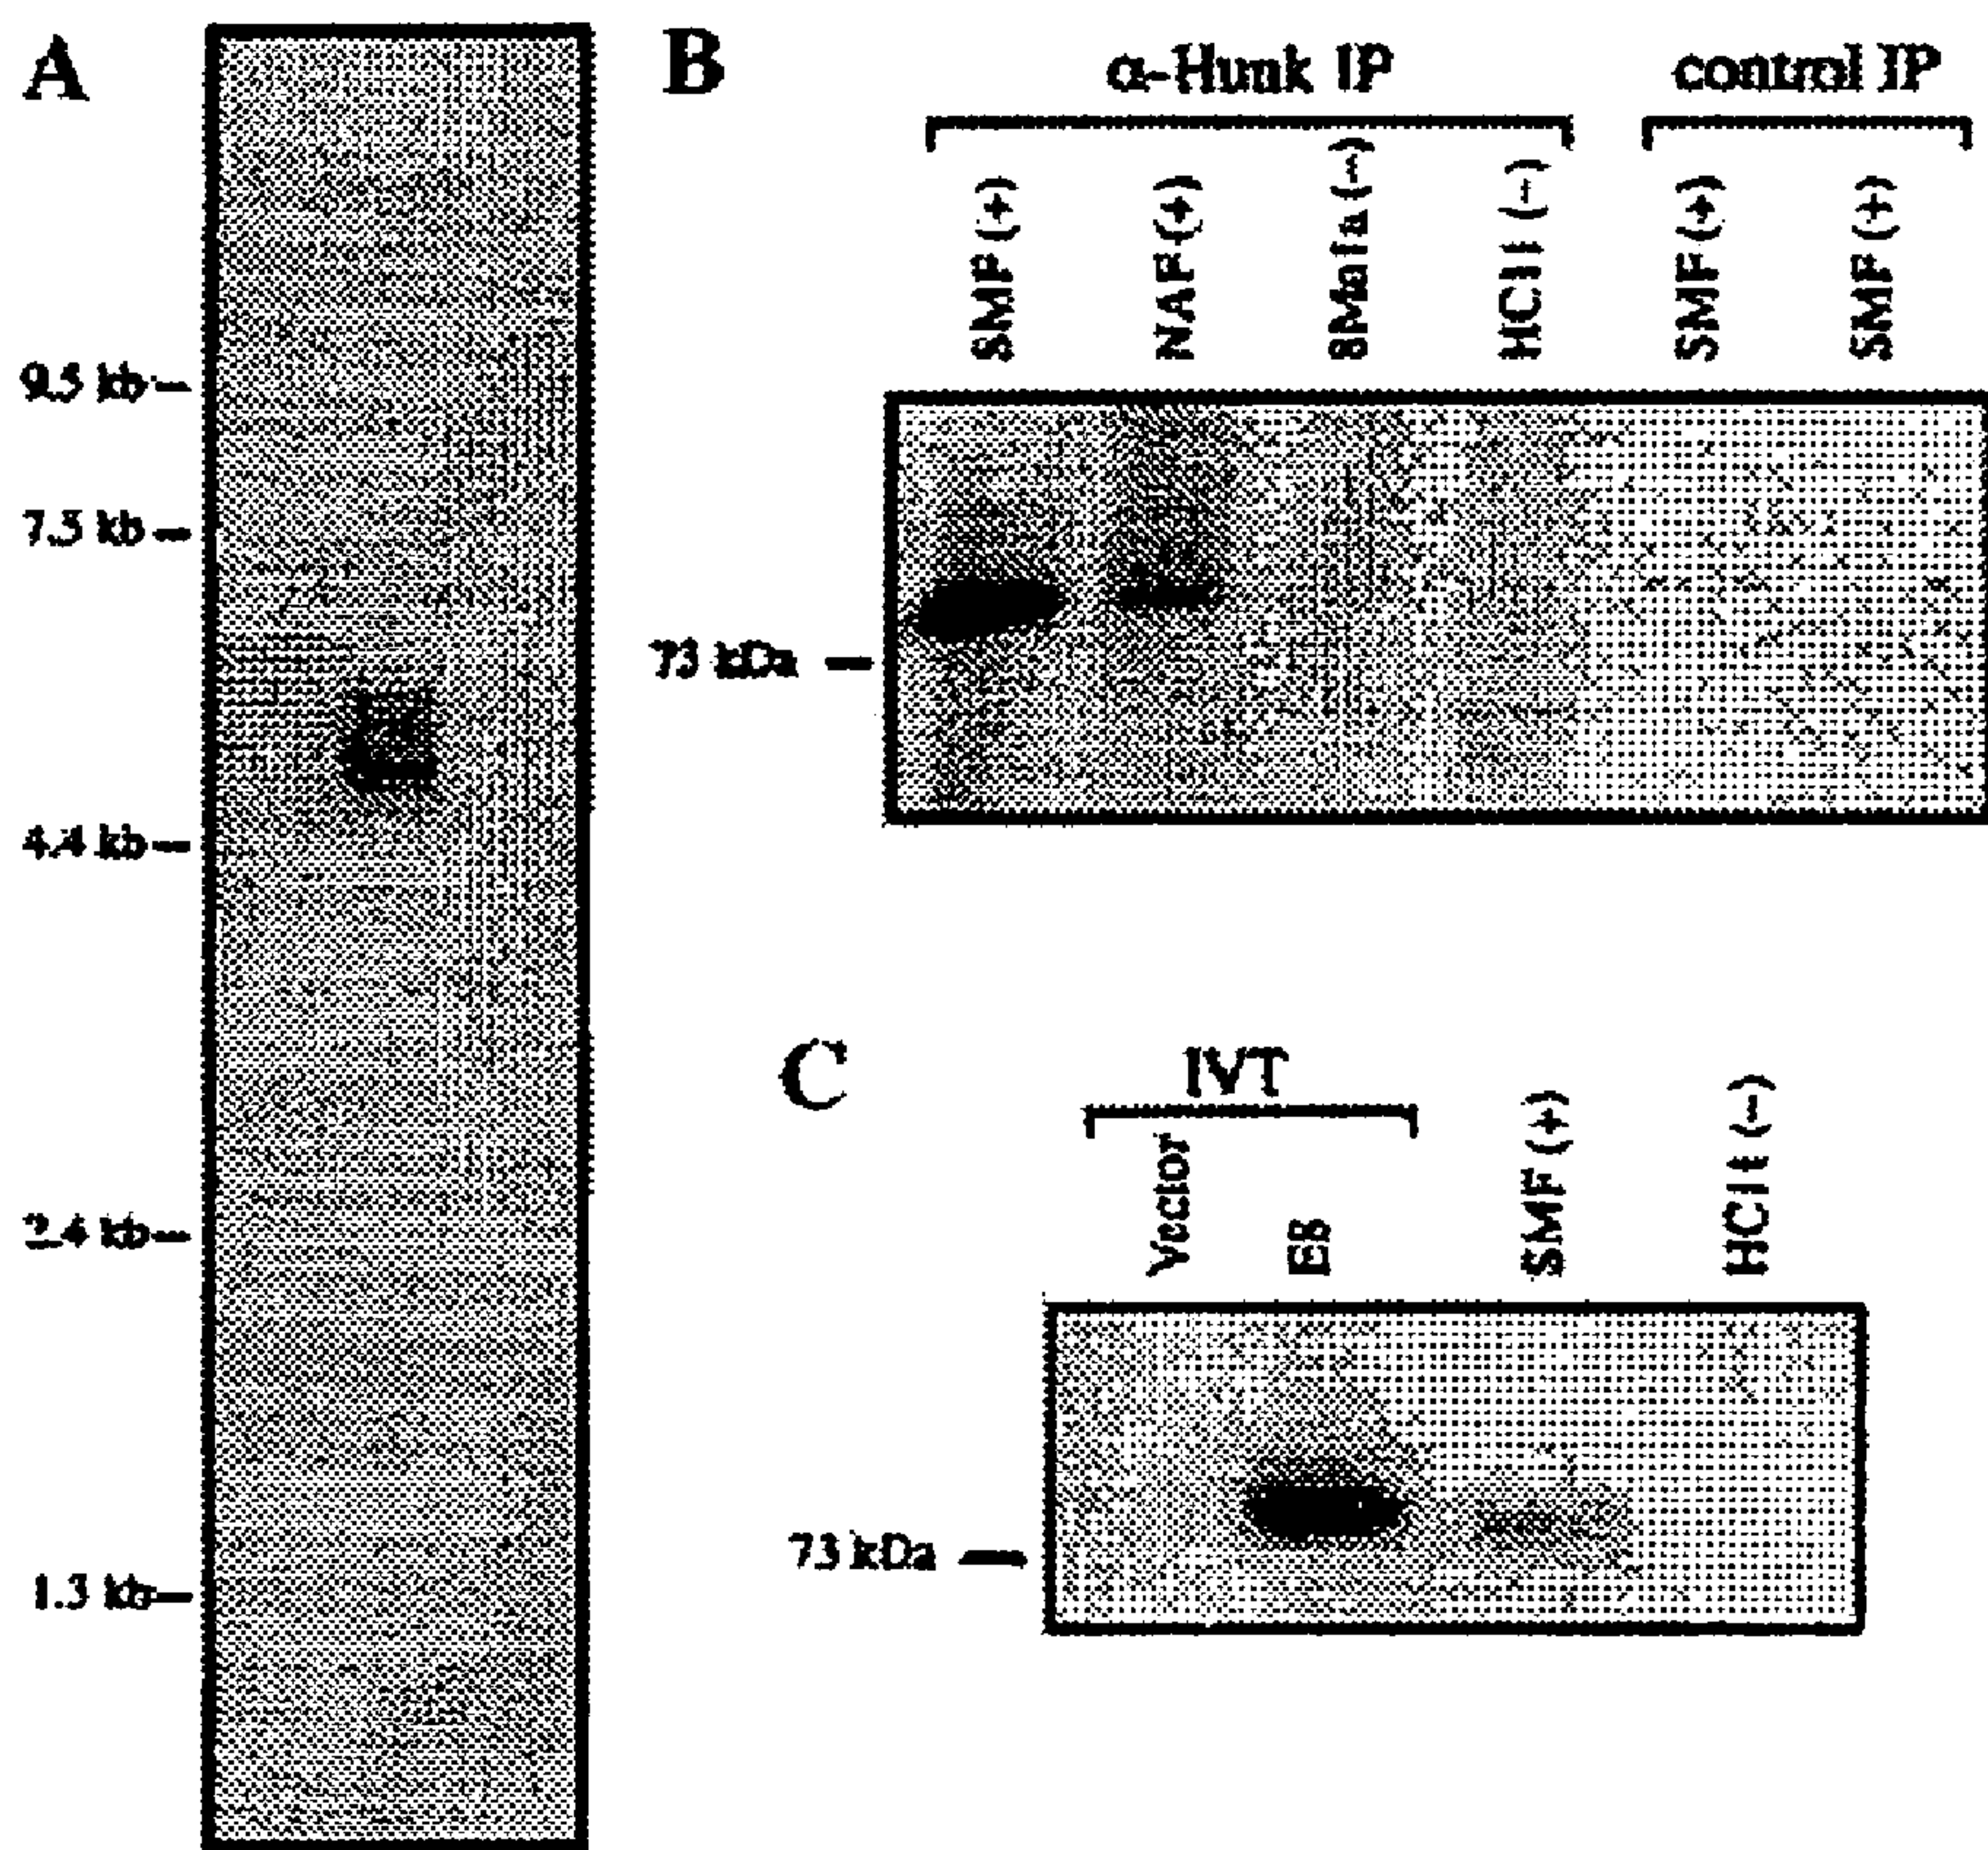 A
9.5 kb
7.5 kb
4.4 kb
2.4 kb
1.3 kb
B
α-Hunk IP
control IP
SMF (+)
NAF (+)
8Ma1a (–)
HC11 (–)
SMF (+)
SMF (+)
73 kDa
C
IVT
Vector
E8
SMF (+)
HC11 (–)
73 kDa